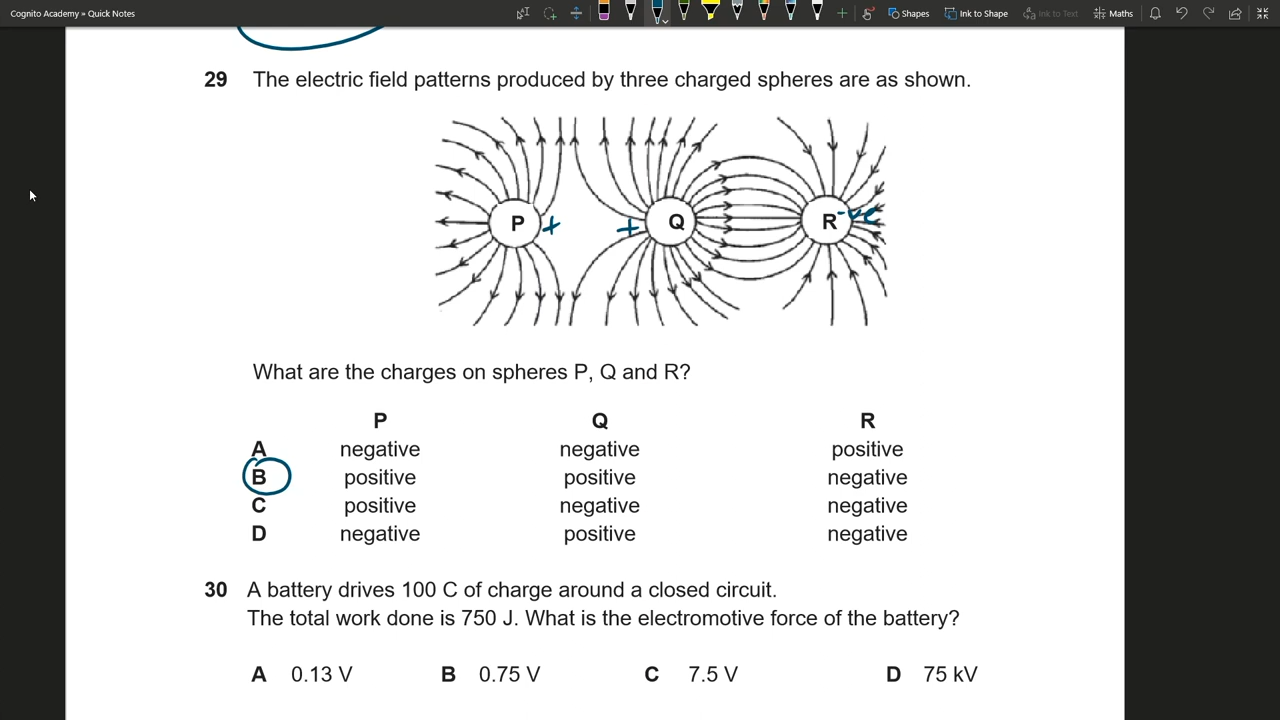 Cognito Academy » Quick Notes
Shapes
Ink to Shape
Ink to Text
Maths
29 The electric field patterns produced by three charged spheres are as shown.
P + + Q R -ve
What are the charges on spheres P, Q and R?
P Q R
A negative negative positive
B positive positive negative
C positive negative negative
D negative positive negative
30 A battery drives 100 C of charge around a closed circuit.
The total work done is 750 J. What is the electromotive force of the battery?
A 0.13 V B 0.75 V C 7.5 V D 75 kV